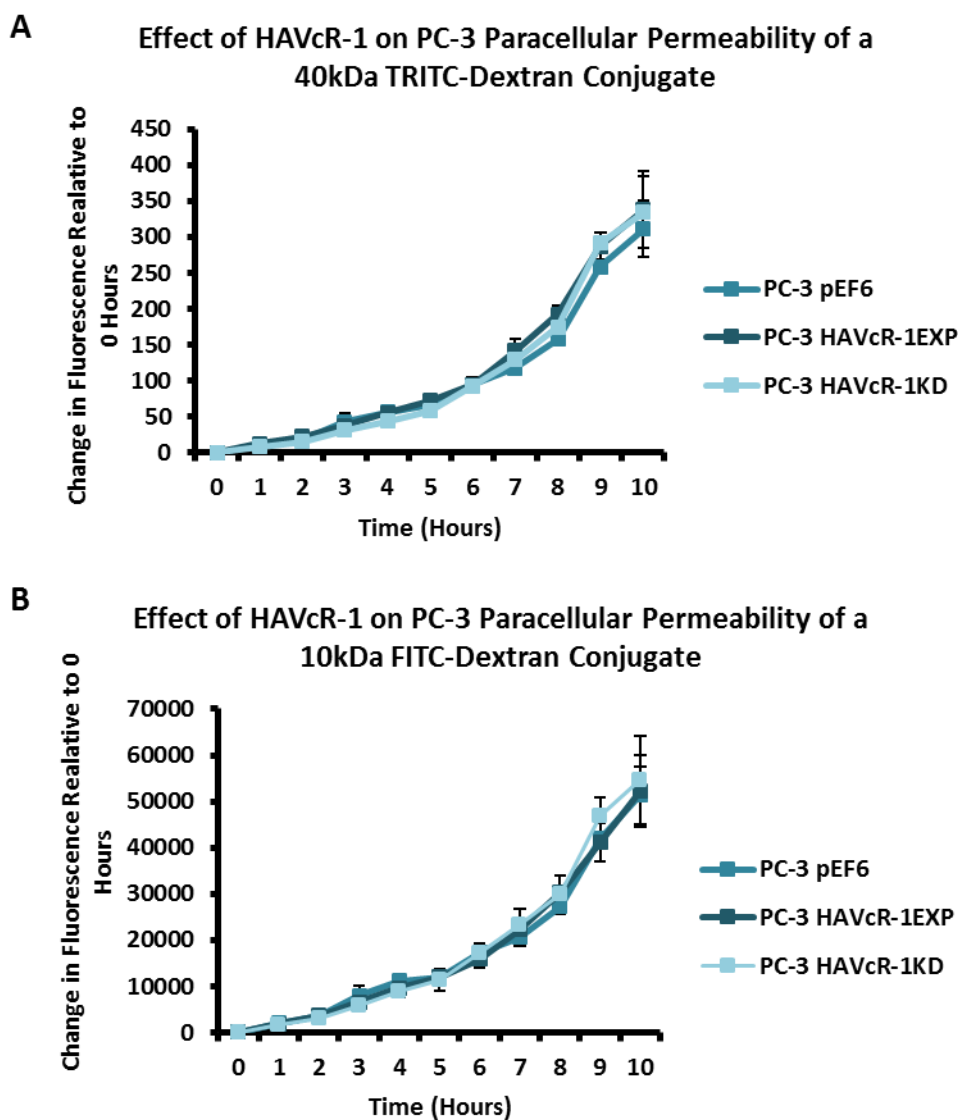 A
Effect of HAVcR-1 on PC-3 Paracellular Permeability of a
40kDa TRITC-Dextran Conjugate
Change in Fluorescence Realative to
0 Hours
450
400
350
300
250
200
150
100
50
0
0 1 2 3 4 5 6 7 8 9 10
Time (Hours)
PC-3 pEF6
PC-3 HAVcR-1EXP
PC-3 HAVcR-1KD
B
Effect of HAVcR-1 on PC-3 Paracellular Permeability of a
10kDa FITC-Dextran Conjugate
Change in Fluorescence Realative to 0
Hours
70000
60000
50000
40000
30000
20000
10000
0
0 1 2 3 4 5 6 7 8 9 10
Time (Hours)
PC-3 pEF6
PC-3 HAVcR-1EXP
PC-3 HAVcR-1KD